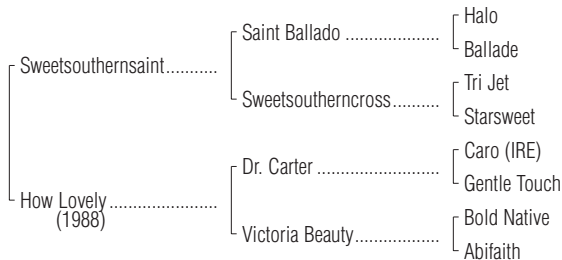 Halo
Saint Ballado
Ballade
Sweetsouthernsaint
Tri Jet
Sweetsoutherncross
Starsweet
Caro (IRE)
Dr. Carter
Gentle Touch
How Lovely
(1988)
Bold Native
Victoria Beauty
Abifaith